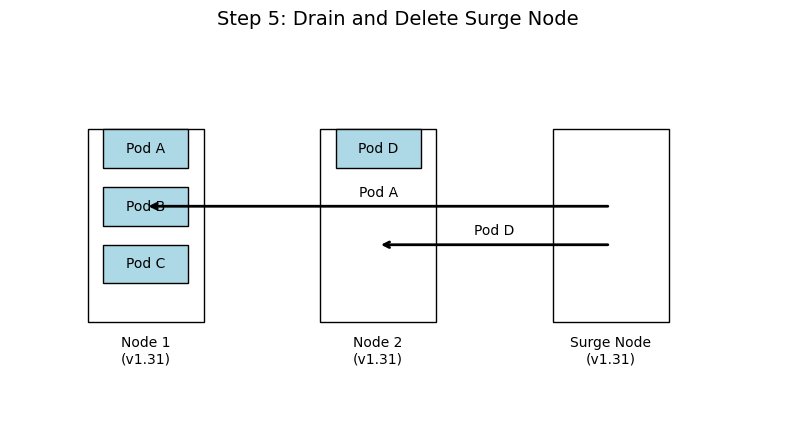 Step 5: Drain and Delete Surge Node
Pod A
Pod D
Pod A
Pod B
Pod D
Pod C
Node 1
(v1.31)
Node 2
(v1.31)
Surge Node
(v1.31)